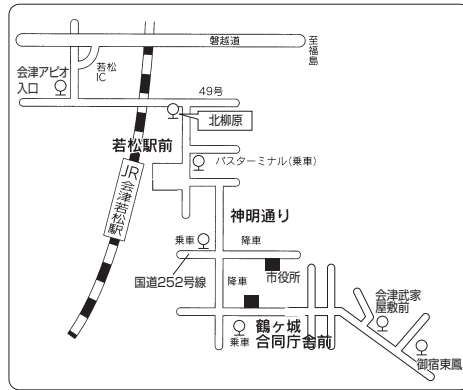 磐越道
至福島
若松
IC
会津アピオ
入口
49号
北柳原
若松駅前
バスターミナル(乗車)
JR会津若松駅
神明通り
乗車
降車
国道252号線
降車
市役所
会津武家
屋敷前
鶴ヶ城
合同庁舎前
乗車
御宿東鳳